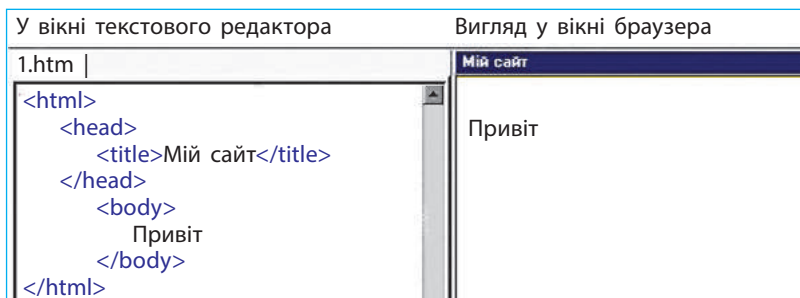 У вікні текстового редактора
Вигляд у вікні браузера
1.htm |
Мій сайт
<html>
<head>
<title>Мій сайт</title>
</head>
<body>
Привіт
</body>
</html>
Привіт